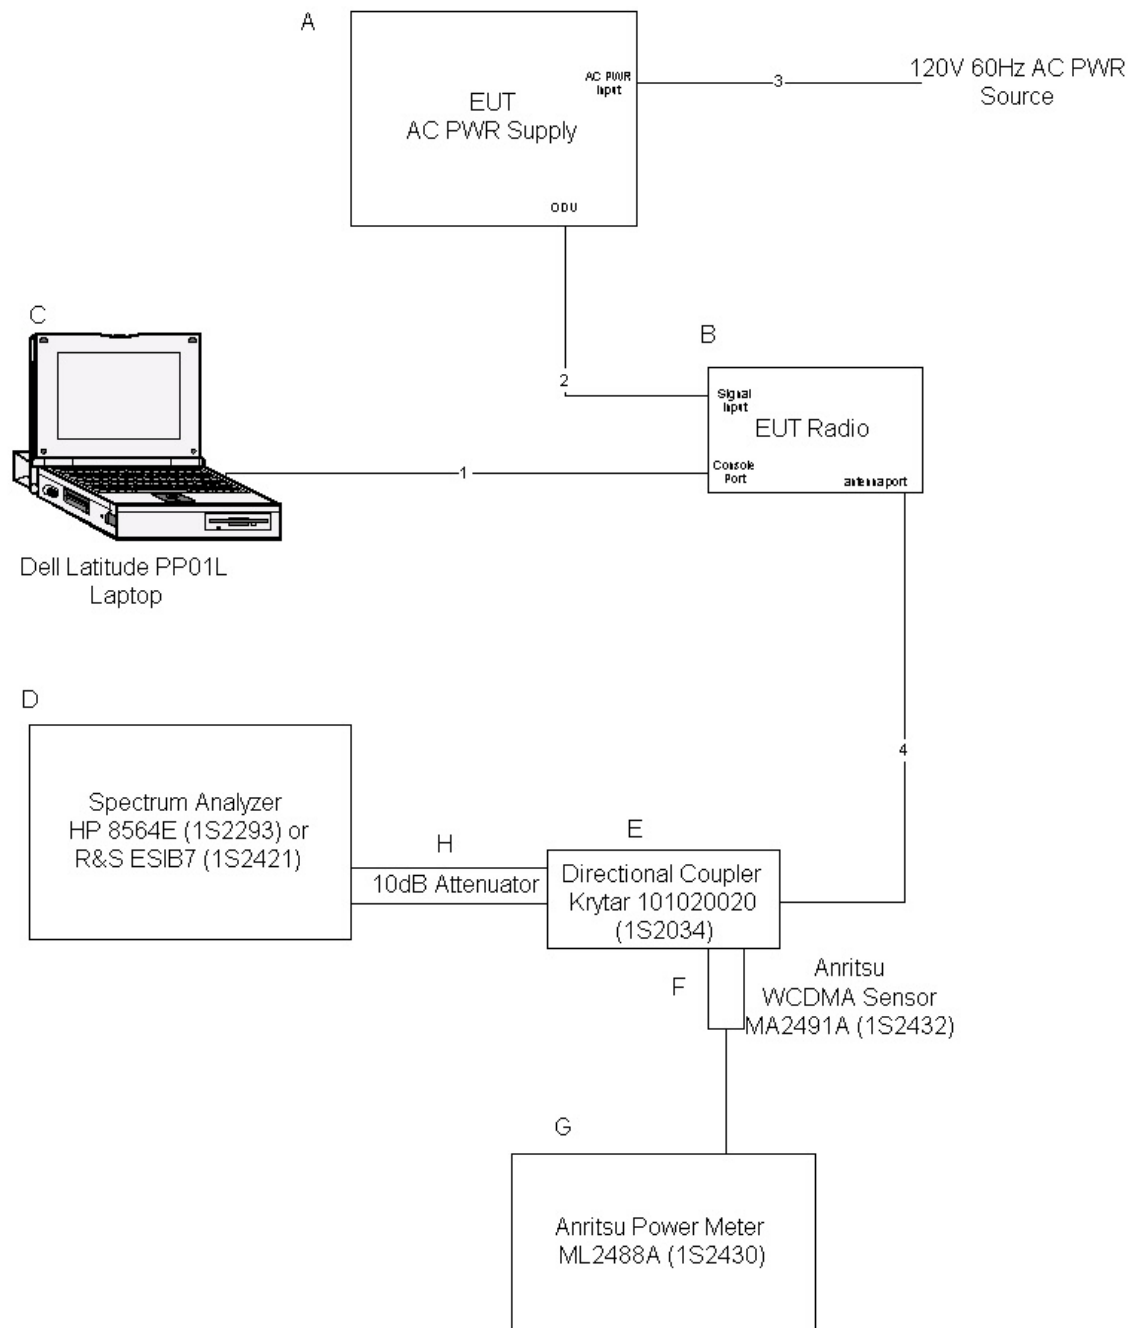 A
EUT
AC PWR Supply
AC PWR
Input
ODU
3
120V 60Hz AC PWR
Source
C
Dell Latitude PP01L
Laptop
2
1
B
Signal
Input
EUT Radio
Console
Port
antenna port
4
D
Spectrum Analyzer
HP 8564E (1S2293) or
R&S ESIB7 (1S2421)
H
10dB Attenuator
E
Directional Coupler
Krytar 101020020
(1S2034)
F
Anritsu
WCDMA Sensor
MA2491A (1S2432)
G
Anritsu Power Meter
ML2488A (1S2430)